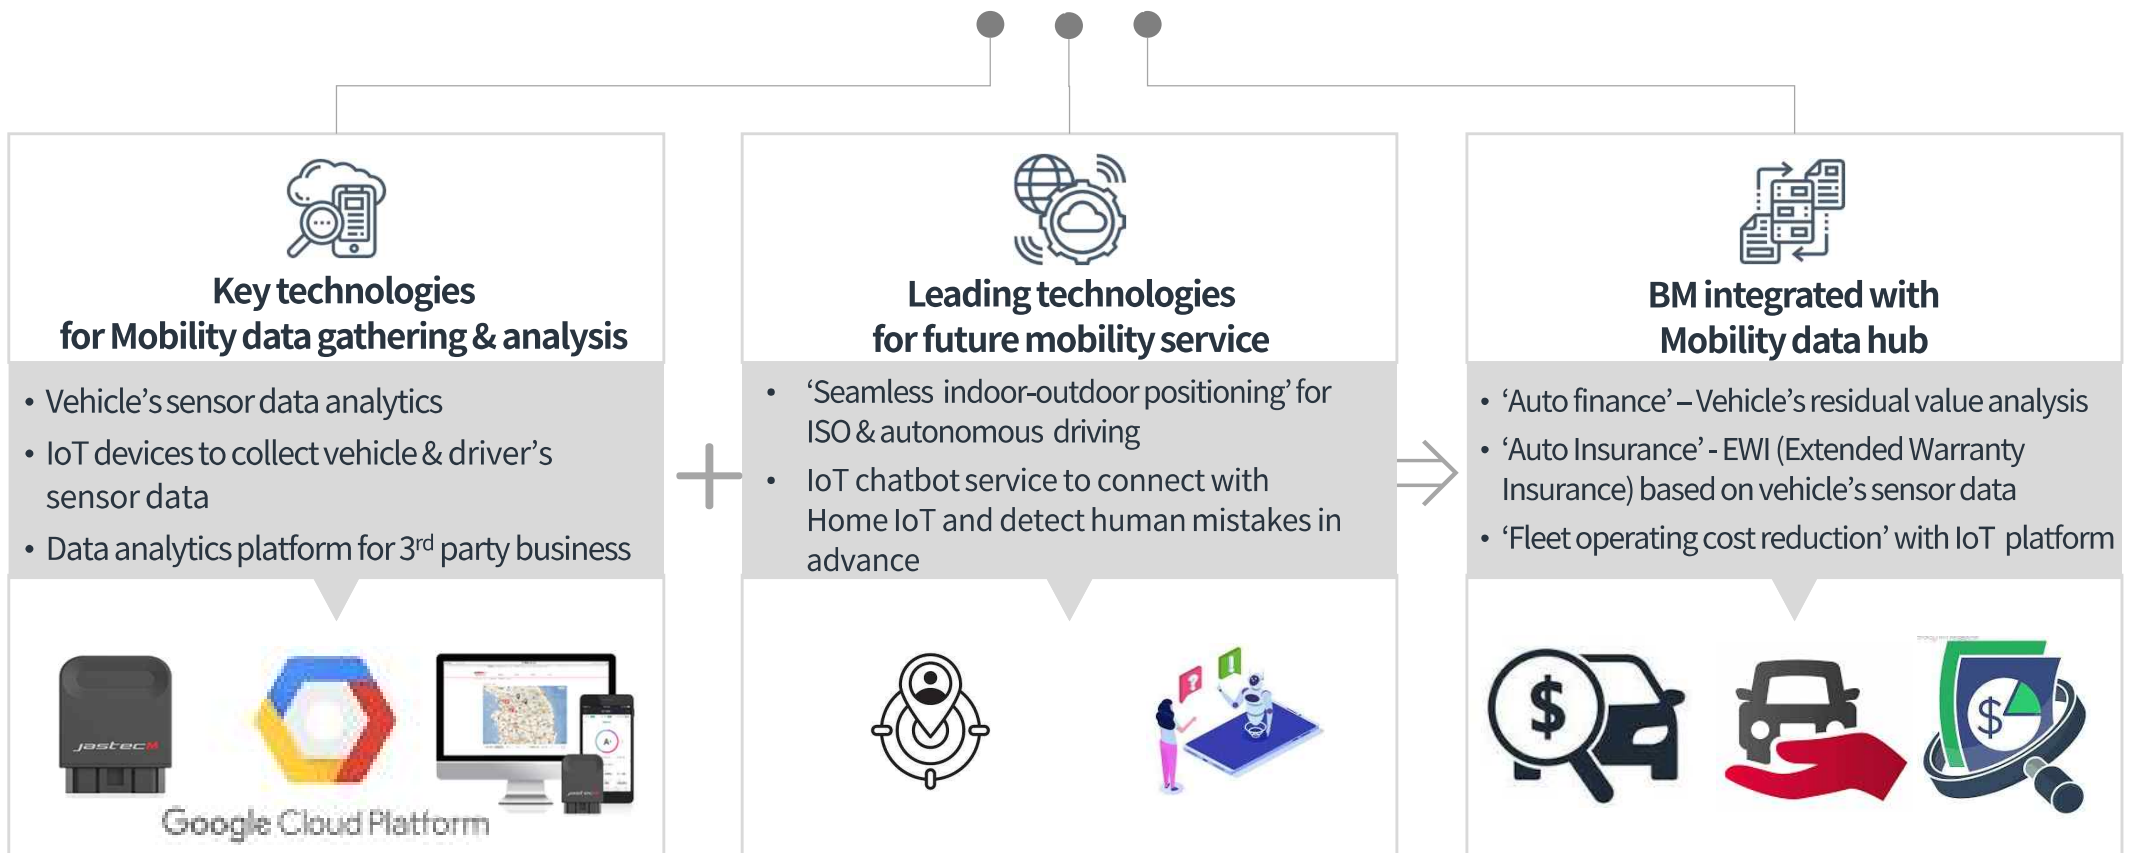 Key technologies
for Mobility data gathering & analysis
• Vehicle’s sensor data analytics
• IoT devices to collect vehicle & driver’s
sensor data
• Data analytics platform for 3rd party business
jastecM
Google Cloud Platform
Leading technologies
for future mobility service
• ‘Seamless indoor-outdoor positioning’ for
ISO & autonomous driving
• IoT chatbot service to connect with
Home IoT and detect human mistakes in
advance
?
!
BM integrated with
Mobility data hub
• ‘Auto finance’ – Vehicle’s residual value analysis
• ‘Auto Insurance’ - EWI (Extended Warranty
Insurance) based on vehicle’s sensor data
• ‘Fleet operating cost reduction’ with IoT platform
$
$